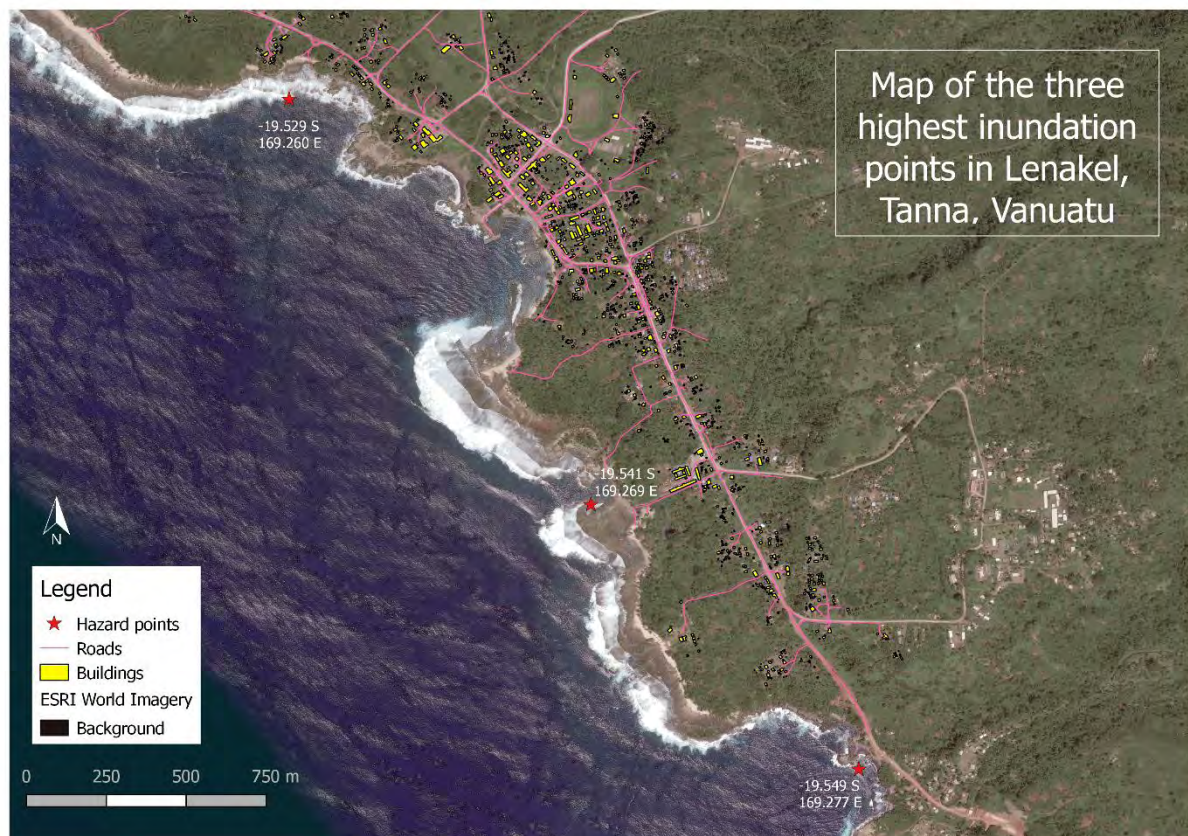 Map of the three
highest inundation
points in Lenakel,
Tanna, Vanuatu
-19.529 S
169.260 E
-19.541 S
169.269 E
N
Legend
Hazard points
Roads
Buildings
ESRI World Imagery
Background
0 250 500 750 m
-19.549 S
169.277 E